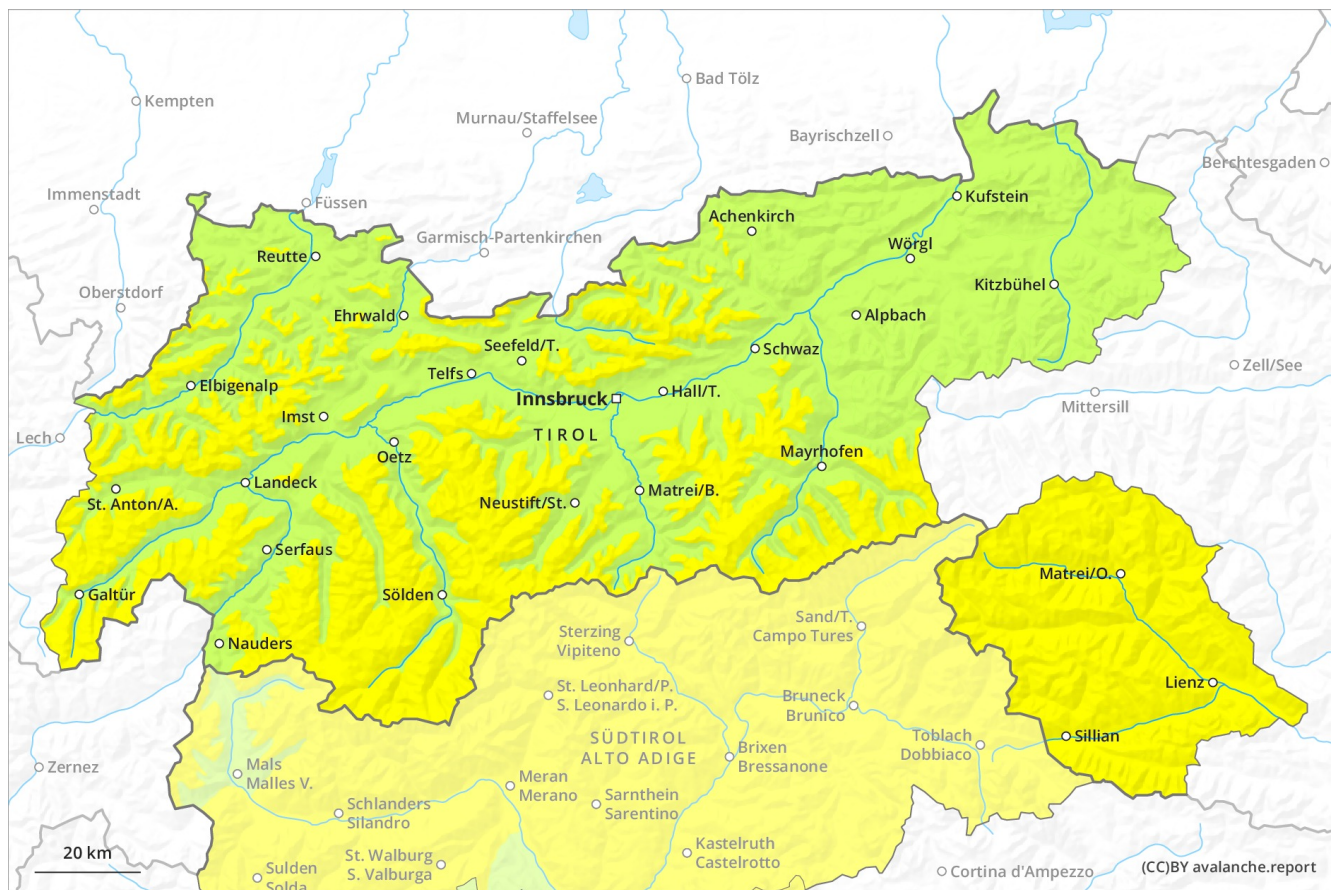 Bad Tölz
Kempten
Murnau/Staffelsee
Bayrischzell
Berchtesgaden
Immenstadt
Füssen
Kufstein
Achenkirch
Garmisch-Partenkirchen
Wörgl
Reutte
Kitzbühel
Oberstdorf
Ehrwald
Alpbach
Seefeld/T.
Schwaz
Zell/See
Telfs
Elbigenalp
Hall/T.
Innsbruck
Mittersill
Imst
TIROL
Lech
Mayrhofen
Oetz
Landeck
Matrei/B.
St. Anton/A.
Neustift/St.
Serfaus
Matrei/O.
Galtür
Sölden
Sand/T.
Campo Tures
Sterzing
Vipiteno
Nauders
Lienz
St. Leonhard/P.
S. Leonardo i. P.
Bruneck
Brunico
SÜDTIROL
ALTO ADIGE
Toblach
Dobbiaco
Sillian
Brixen
Bressanone
Zernez
Mals
Malles V.
Meran
Merano
Sarnthein
Sarentino
Schlanders
Silandro
Kastelruth
Castelrotto
20 km
St. Walburg
S. Valburga
Sulden
Solda
Cortina d'Ampezzo
(CC)BY avalanche.report